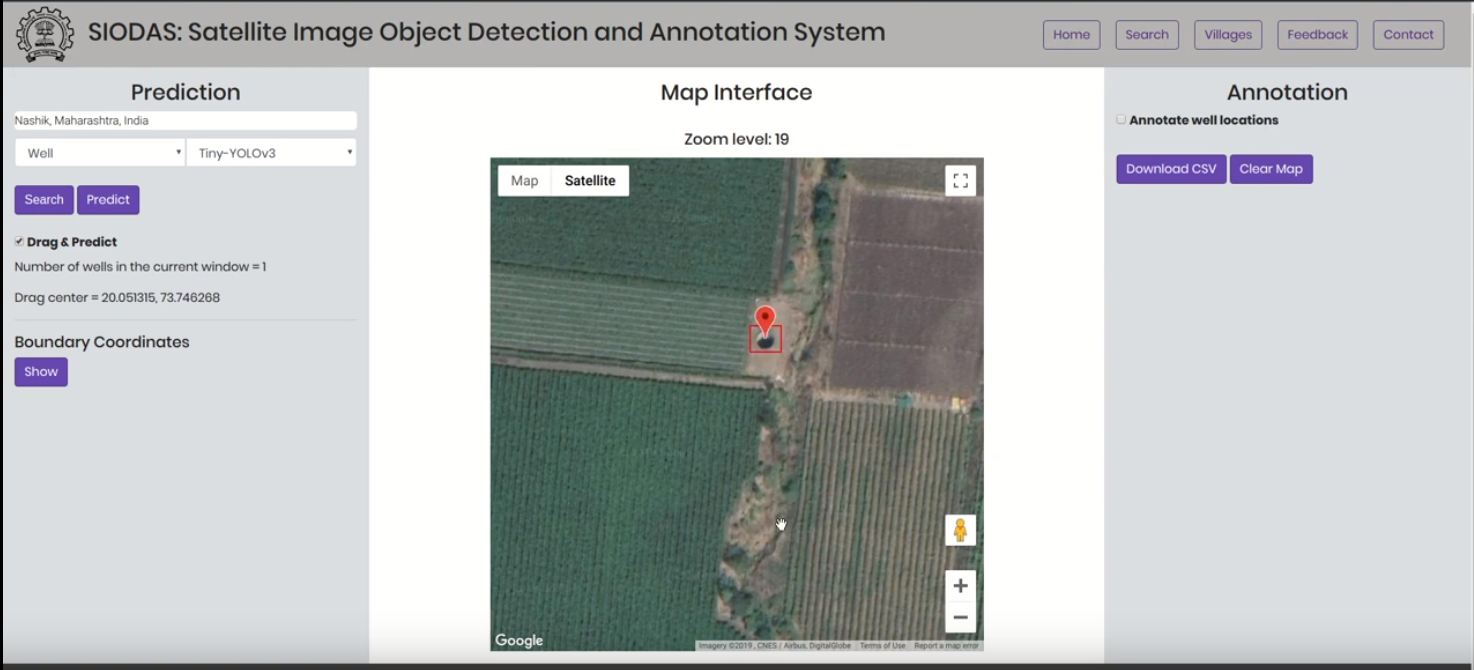 SIODAS: Satellite Image Object Detection and Annotation System
Home
Search
Villages
Feedback
Contact
Prediction
Nashik, Maharashtra, India
Well
Tiny-YOLOv3
Search
Predict
Drag & Predict
Number of wells in the current window = 1
Drag center = 20.051315, 73.746268
Boundary Coordinates
Show
Map Interface
Zoom level: 19
Map
Satellite
Google
Imagery ©2019 , CNES / Airbus, DigitalGlobe
Terms of Use
Report a map error
Annotation
Annotate well locations
Download CSV
Clear Map